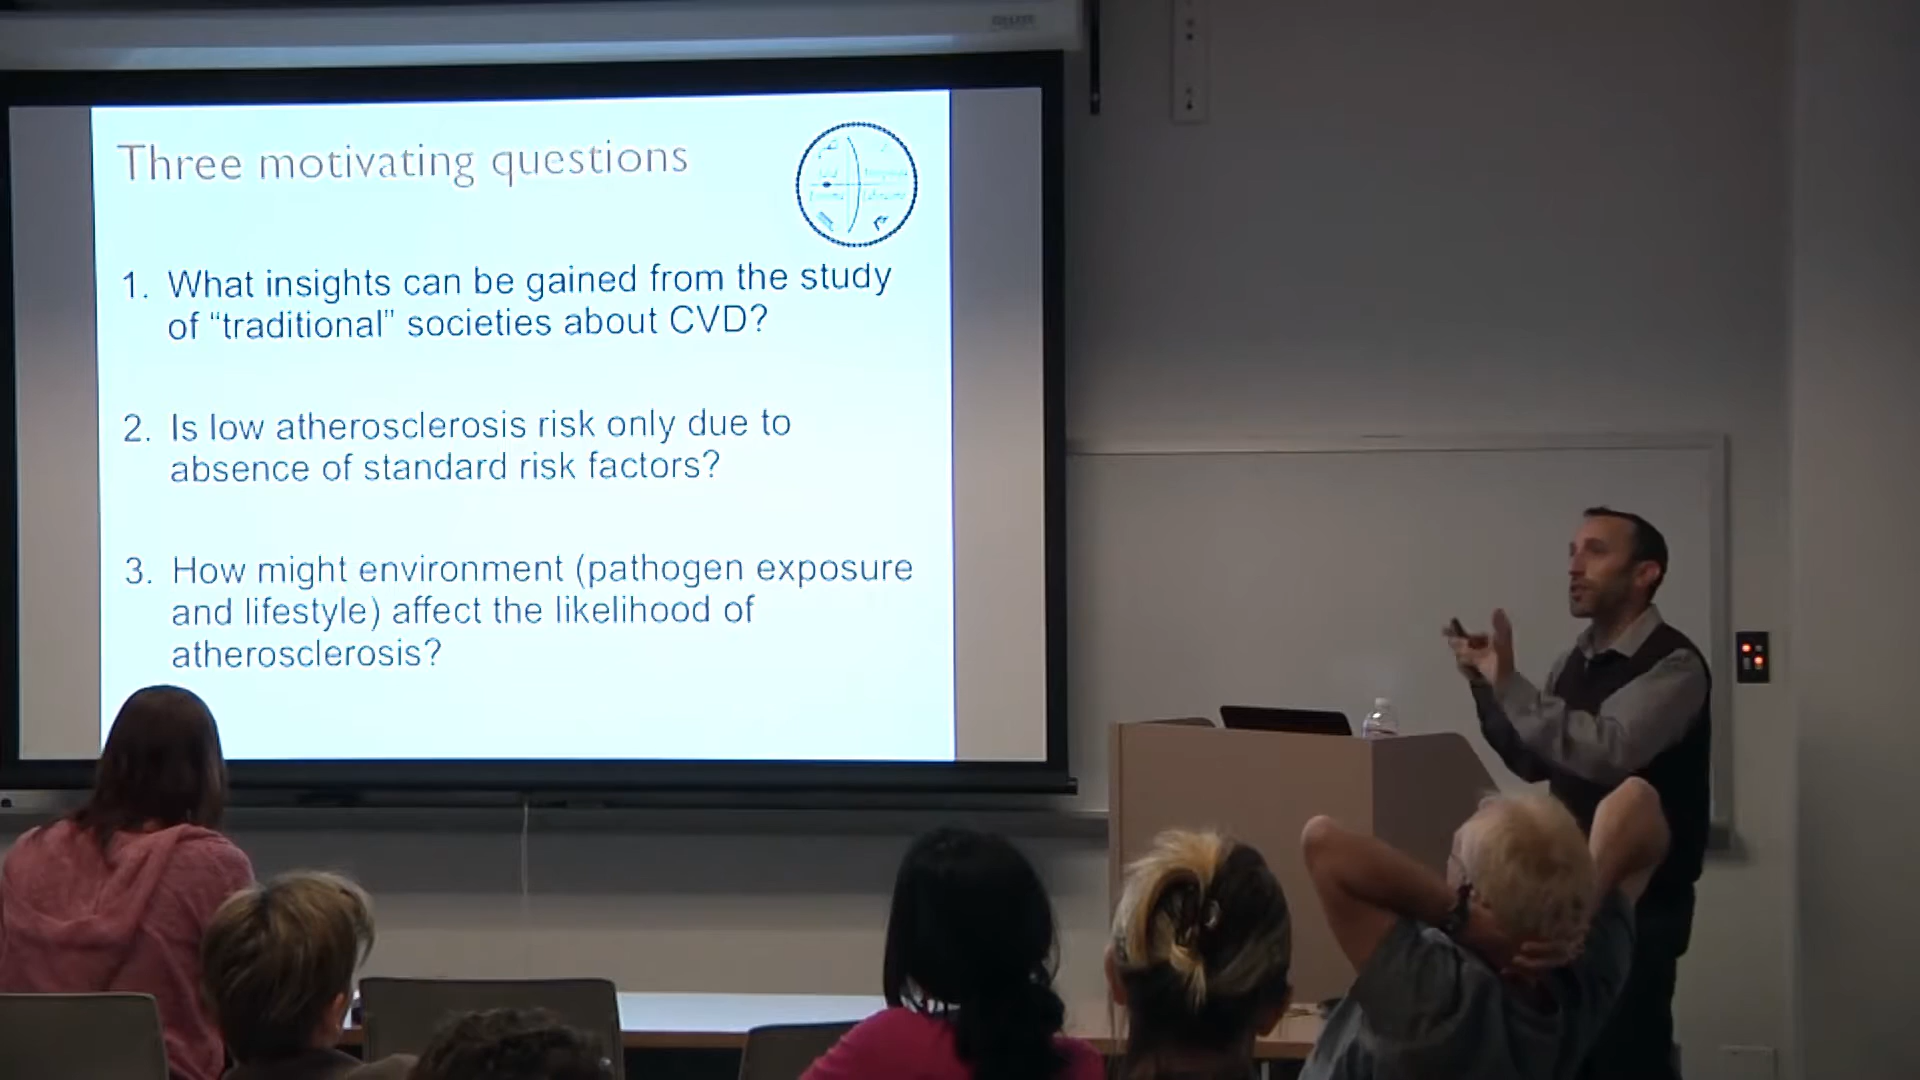 Three motivating questions
1. What insights can be gained from the study
of “traditional” societies about CVD?
2. Is low atherosclerosis risk only due to
absence of standard risk factors?
3. How might environment (pathogen exposure
and lifestyle) affect the likelihood of
atherosclerosis?